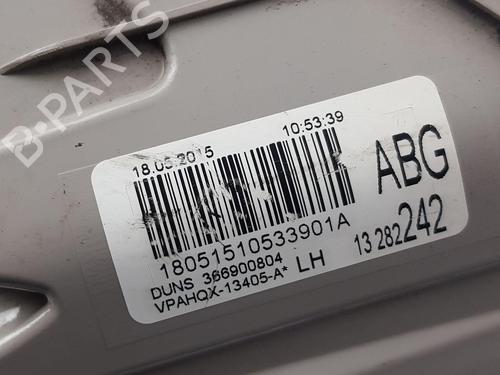 B-PARTS
18.05.2015 10:53:39
ABG
18051510533901A
DUNS 366900804 LH 13 282 242
VPAHQX-13405-A*